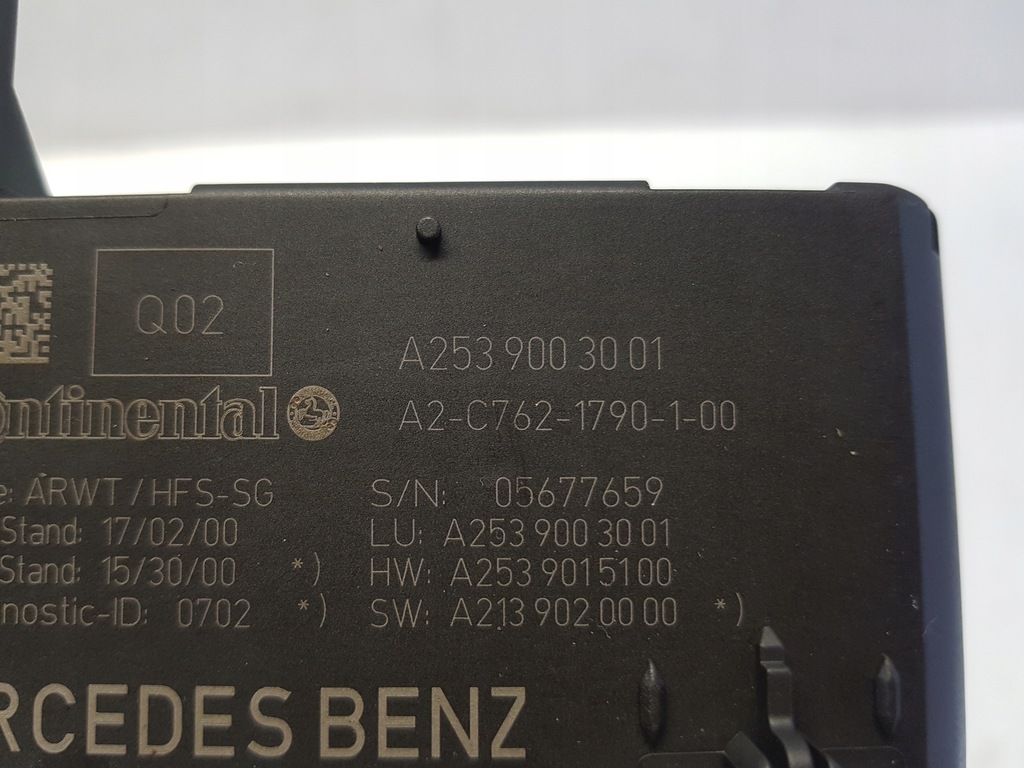 Q02
A253 900 30 01
Continental
A2-C762-1790-1-00
e: ARWT/HFS-SG S/N: 05677659
Stand: 17/02/00 LU: A253 900 30 01
Stand: 15/30/00 *) HW: A253 901 51 00
nostic-ID: 0702 *) SW: A213 902 00 00 *)
RCEDES BENZ